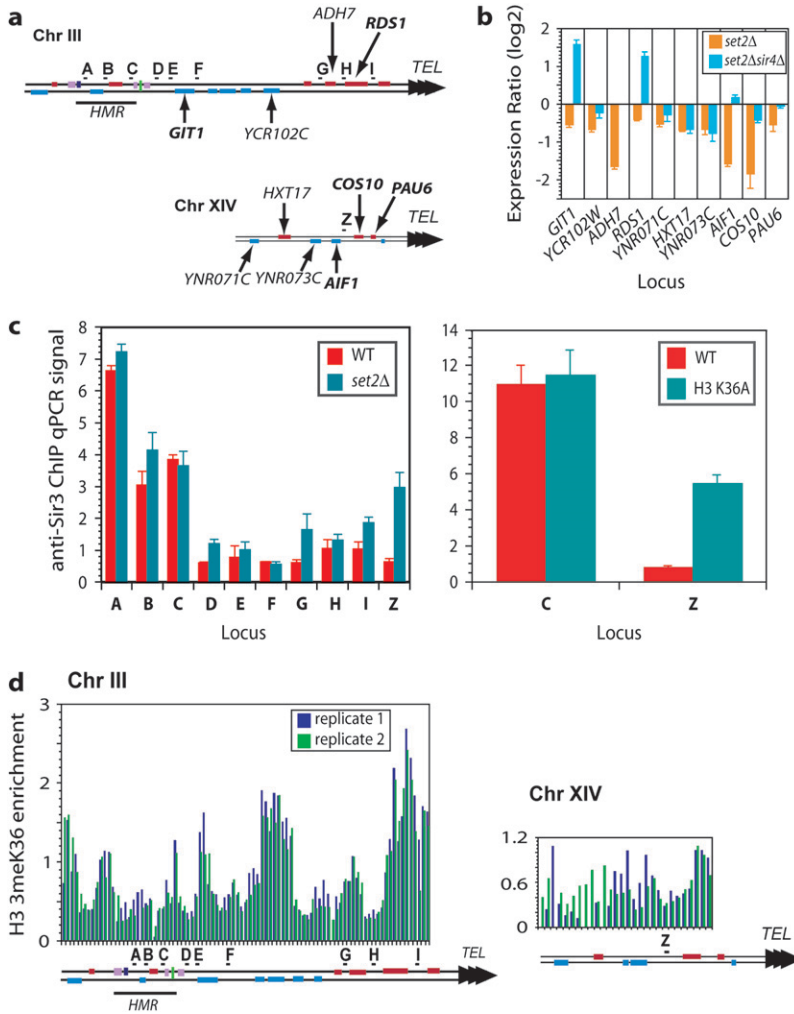 a
Chr III
ADH7
RDS1
A B C D E F G H I
TEL
HMR
GIT1
YCR102C
Chr XIV
HXT17
COS10
PAU6
Z
TEL
YNR071C
YNR073C
AIF1
b
Expression Ratio (log2)
2
1
0
-1
-2
set2Δ
set2Δsir4Δ
GIT1
YCR102W
ADH7
RDS1
YNR071C
HXT17
YNR073C
AIF1
COS10
PAU6
Locus
c
anti-Sir3 ChIP qPCR signal
8
7
6
5
4
3
2
1
0
WT
set2Δ
A B C D E F G H I Z
Locus
14
12
10
8
6
4
2
0
WT
H3 K36A
C Z
Locus
d
Chr III
H3 3meK36 enrichment
3
2
1
0
replicate 1
replicate 2
A B C D E F G H I
TEL
HMR
Chr XIV
1.2
0.6
0
Z
TEL